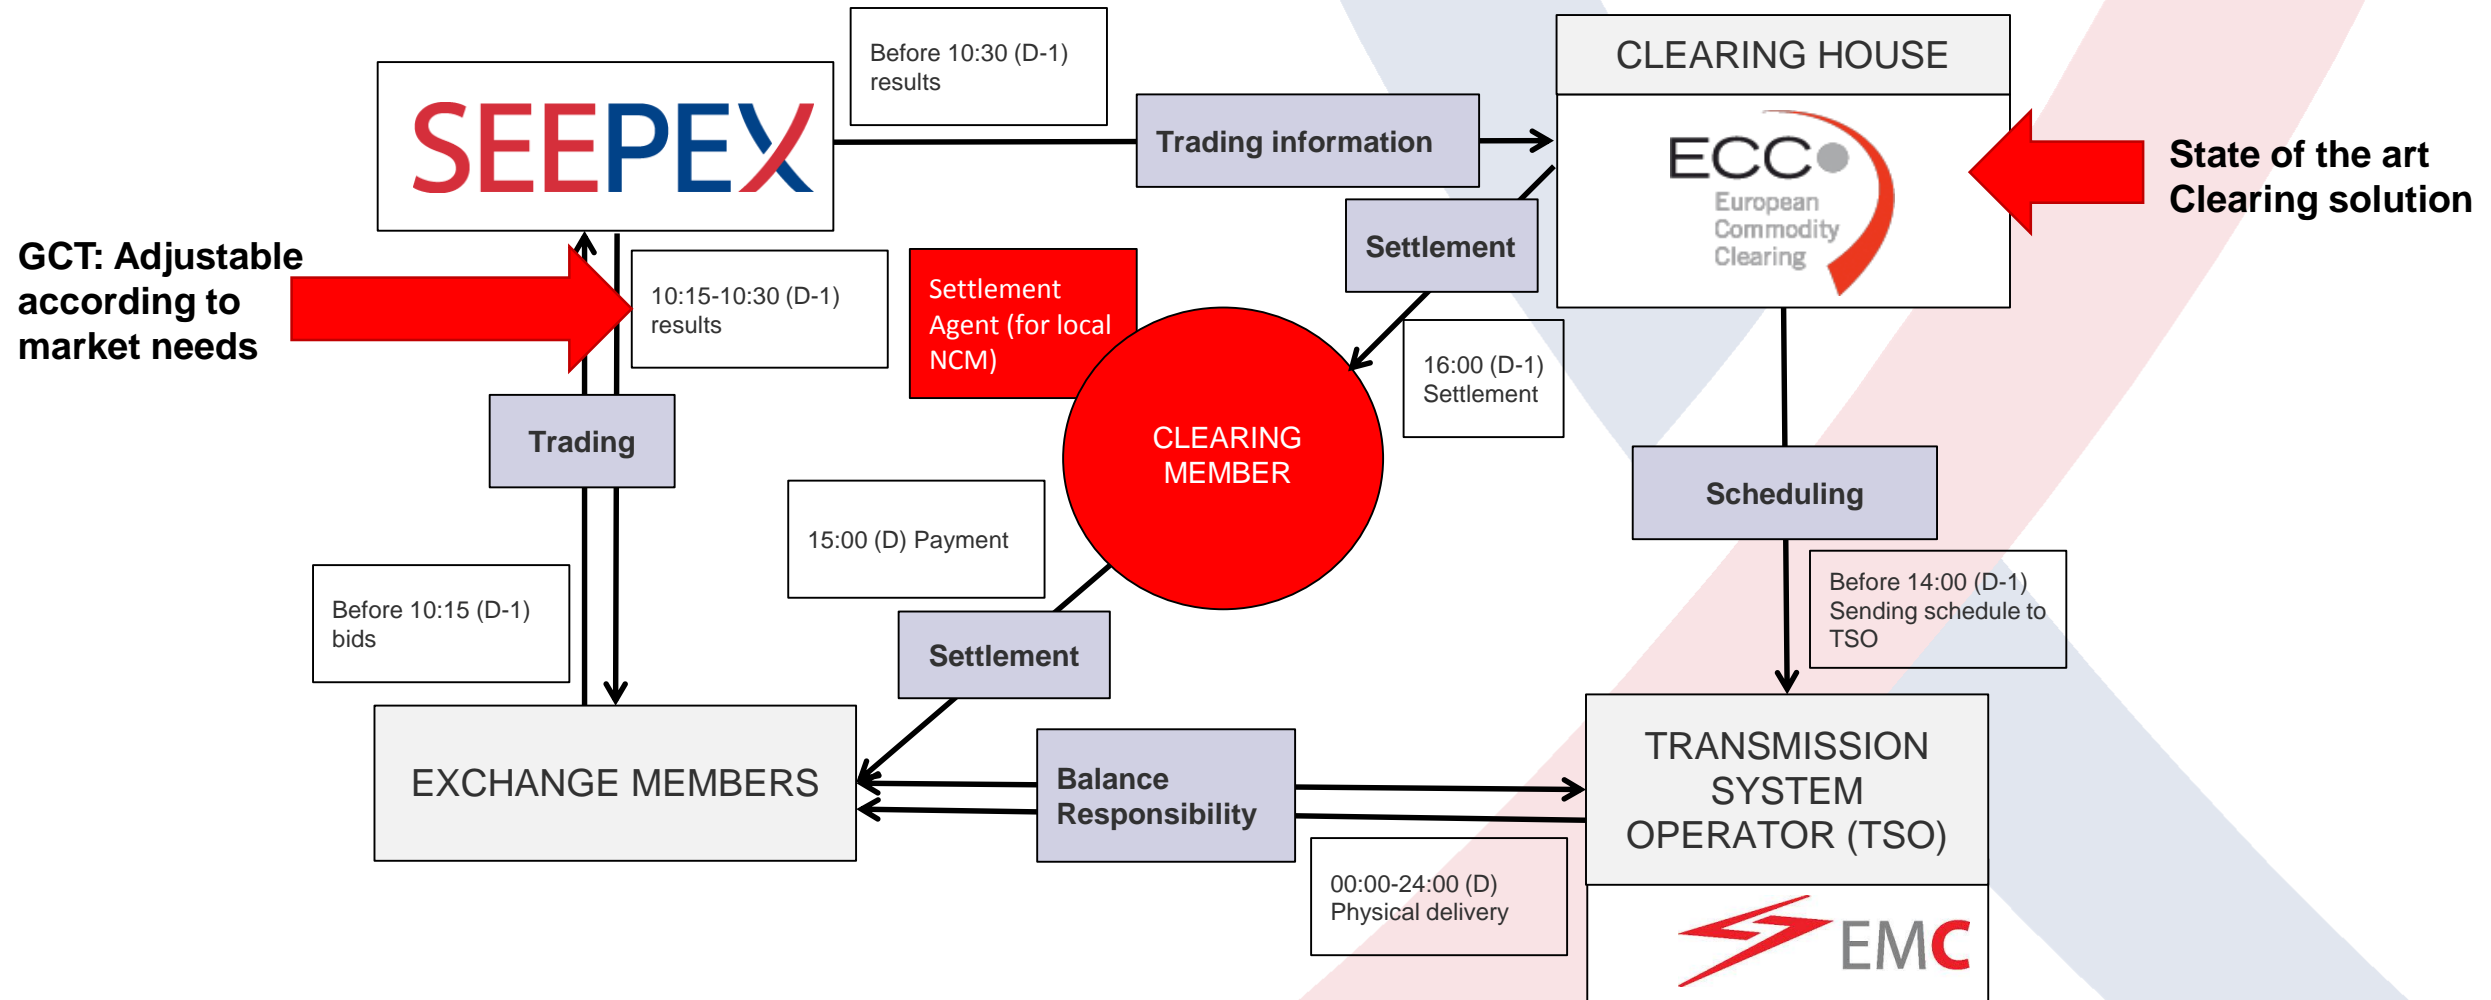 Before 10:30 (D-1)
results
CLEARING HOUSE
SEEPEX
Trading information
ECC
European
Commodity
Clearing
State of the art
Clearing solution
Settlement
GCT: Adjustable
according to
market needs
10:15-10:30 (D-1)
results
Settlement
Agent (for local
NCM)
16:00 (D-1)
Settlement
Trading
CLEARING
MEMBER
Scheduling
15:00 (D) Payment
Before 10:15 (D-1)
bids
Before 14:00 (D-1)
Sending schedule to
TSO
Settlement
EXCHANGE MEMBERS
Balance
Responsibility
TRANSMISSION
SYSTEM
OPERATOR (TSO)
00:00-24:00 (D)
Physical delivery
EMC